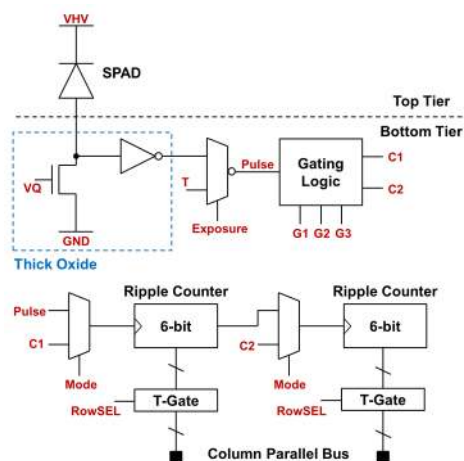 VHV
SPAD
Top Tier
Bottom Tier
VQ
GND
Thick Oxide
T
Exposure
Pulse
Gating
Logic
C1
C2
G1 G2 G3
Ripple Counter
Ripple Counter
Pulse
C1
6-bit
C2
6-bit
Mode
Mode
RowSEL
T-Gate
RowSEL
T-Gate
Column Parallel Bus